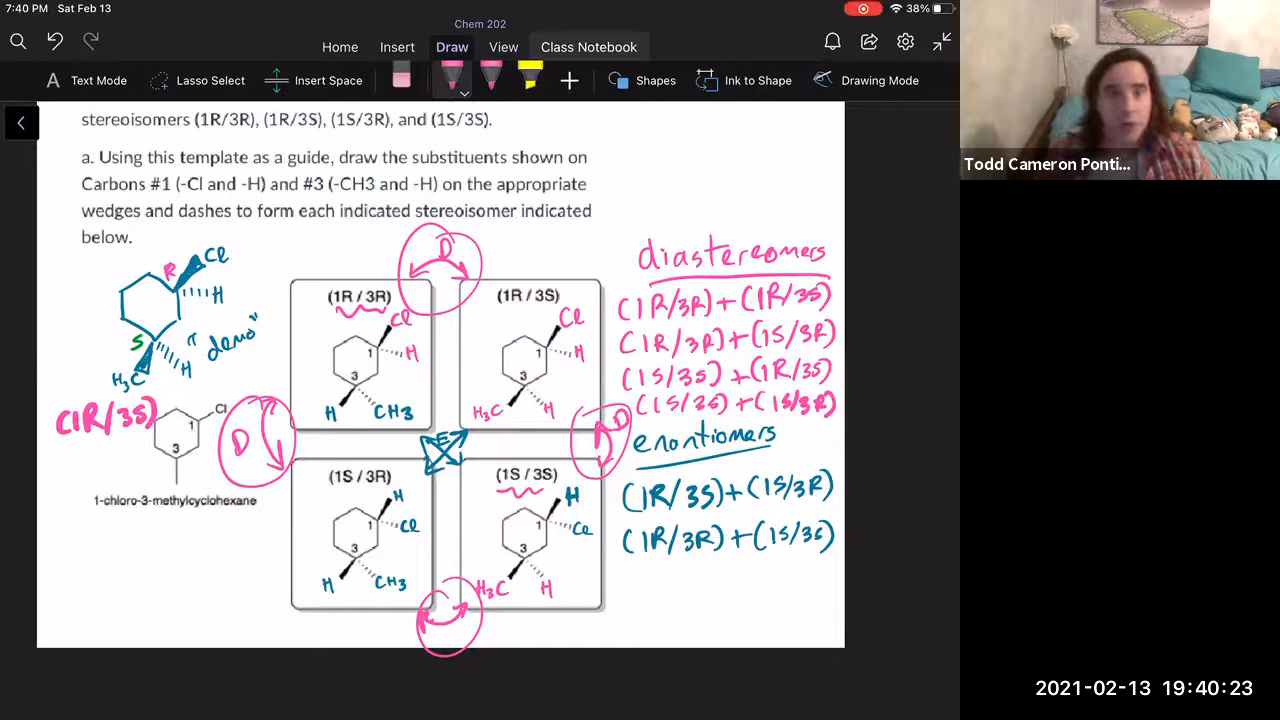 7:40 PM Sat Feb 13
38%
Chem 202
Home Insert Draw View Class Notebook
Text Mode Lasso Select Insert Space Shapes Ink to Shape Drawing Mode
stereoisomers (1R/3R), (1R/3S), (1S/3R), and (1S/3S).
a. Using this template as a guide, draw the substituents shown on
Carbons #1 (-Cl and -H) and #3 (-CH3 and -H) on the appropriate
wedges and dashes to form each indicated stereoisomer indicated
below.
R
Cl
H
S
"demo"
H
H3C
(1R/3S)
Cl
1
3
1-chloro-3-methylcyclohexane
D
(1R / 3R)
Cl
1
H
3
H
CH3
(1R / 3S)
Cl
1
H
3
H3C
H
D
E
D
(1S / 3R)
H
1
Cl
3
H
CH3
(1S / 3S)
H
1
Cl
3
H3C
H
diastereomers
(1R/3R)+(1R/3S)
(1R/3R)+(1S/3R)
(1S/3S)+(1R/3S)
(1S/3S)+(1S/3R)
enontiomers
(1R/3S)+(1S/3R)
(1R/3R)+(1S/3S)
Todd Cameron Ponti...
2021-02-13 19:40:23